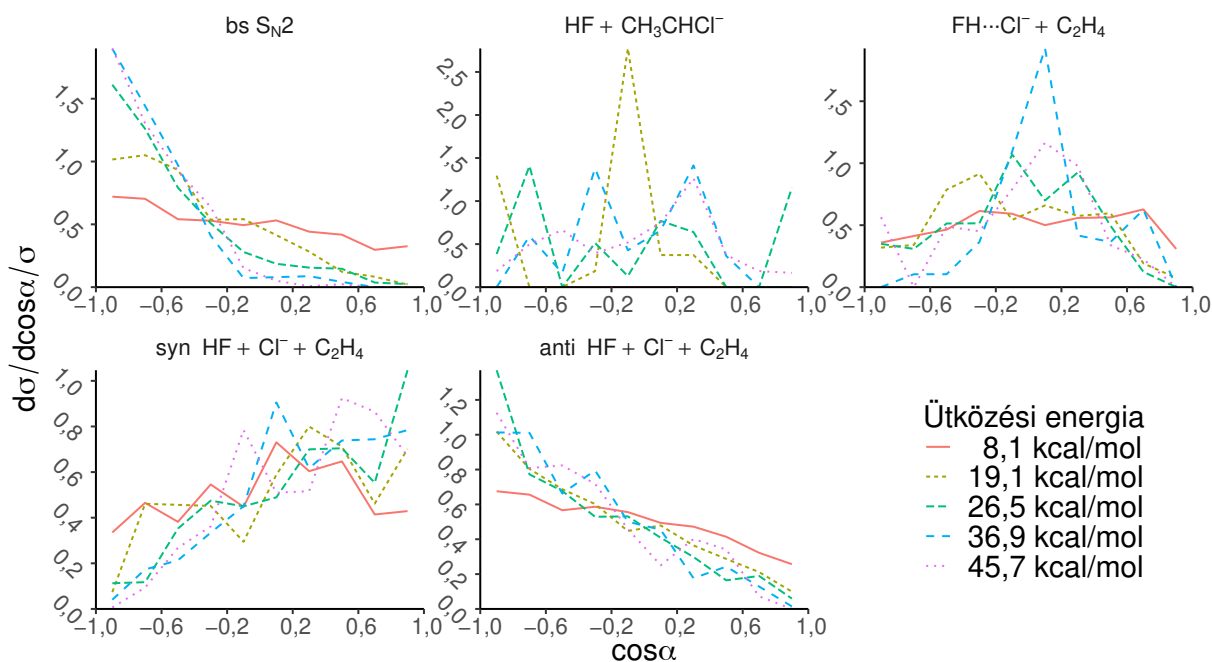 bs S_N2
HF + CH₃CHCl⁻
FH···Cl⁻ + C₂H₄
1,5
1,0
0,5
0,0
−1,0 −0,6 −0,2 0,2 0,6 1,0
2,5
2,0
1,5
1,0
0,5
0,0
−1,0 −0,6 −0,2 0,2 0,6 1,0
1,5
1,0
0,5
0,0
−1,0 −0,6 −0,2 0,2 0,6 1,0
dσ/dcosα/σ
syn HF + Cl⁻ + C₂H₄
anti HF + Cl⁻ + C₂H₄
1,0
0,8
0,6
0,4
0,2
0,0
−1,0 −0,6 −0,2 0,2 0,6 1,0
1,2
1,0
0,8
0,6
0,4
0,2
0,0
−1,0 −0,6 −0,2 0,2 0,6 1,0
cosα
Ütközési energia
8,1 kcal/mol
19,1 kcal/mol
26,5 kcal/mol
36,9 kcal/mol
45,7 kcal/mol